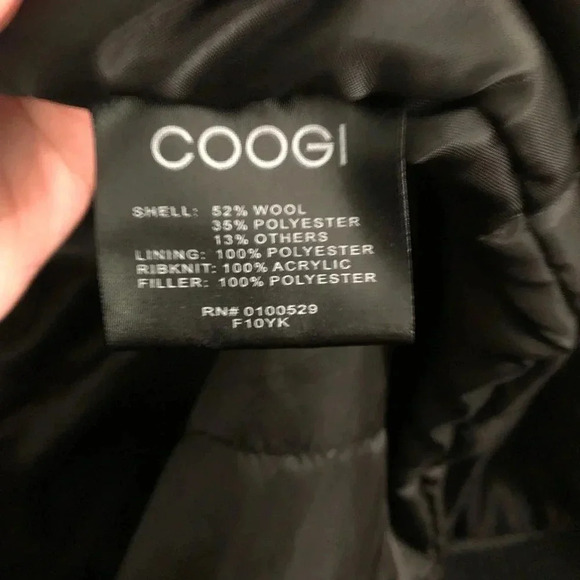 COOGI
SHELL: 52% WOOL
35% POLYESTER
13% OTHERS
LINING: 100% POLYESTER
RIBKNIT: 100% ACRYLIC
FILLER: 100% POLYESTER
RN# 0100529
F10YK